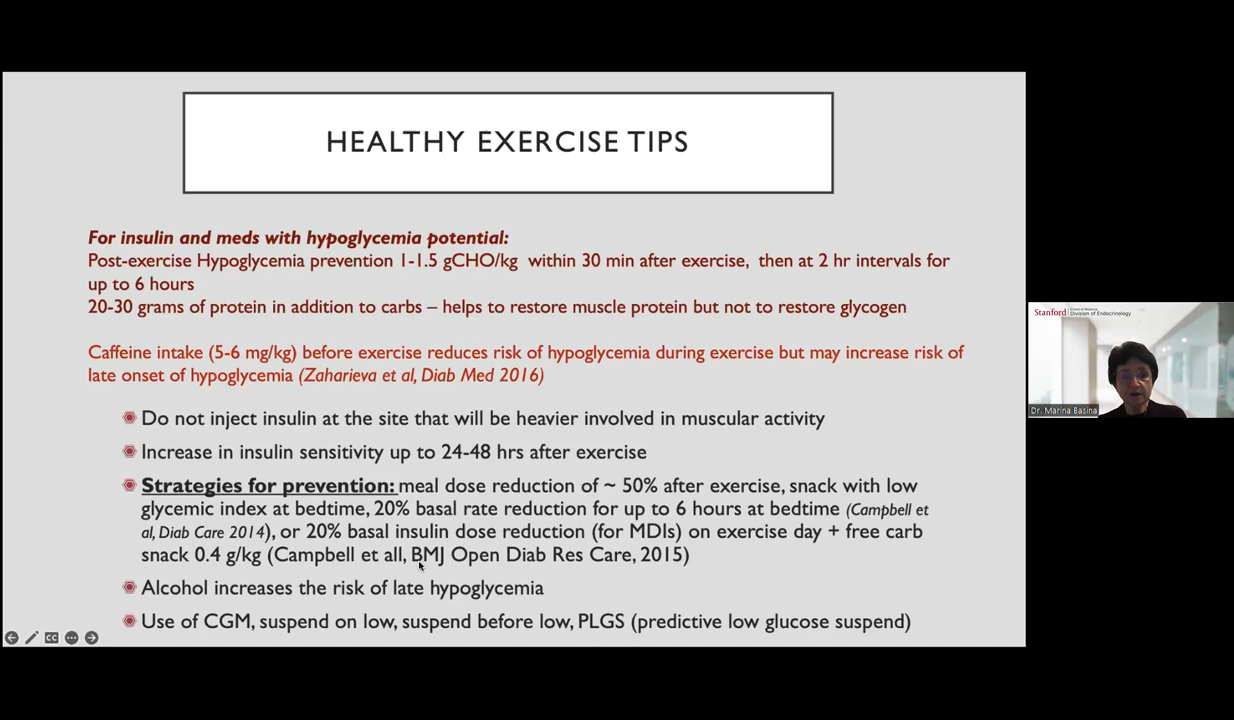 HEALTHY EXERCISE TIPS
For insulin and meds with hypoglycemia potential:
Post-exercise Hypoglycemia prevention 1-1.5 gCHO/kg within 30 min after exercise, then at 2 hr intervals for
up to 6 hours
20-30 grams of protein in addition to carbs – helps to restore muscle protein but not to restore glycogen
Caffeine intake (5-6 mg/kg) before exercise reduces risk of hypoglycemia during exercise but may increase risk of
late onset of hypoglycemia (Zaharieva et al, Diab Med 2016)
Do not inject insulin at the site that will be heavier involved in muscular activity
Increase in insulin sensitivity up to 24-48 hrs after exercise
Strategies for prevention: meal dose reduction of ~ 50% after exercise, snack with low
glycemic index at bedtime, 20% basal rate reduction for up to 6 hours at bedtime (Campbell et
al, Diab Care 2014), or 20% basal insulin dose reduction (for MDIs) on exercise day + free carb
snack 0.4 g/kg (Campbell et all, BMJ Open Diab Res Care, 2015)
Alcohol increases the risk of late hypoglycemia
Use of CGM, suspend on low, suspend before low, PLGS (predictive low glucose suspend)
CC
Stanford
Division of Endocrinology
Dr. Marina Basina